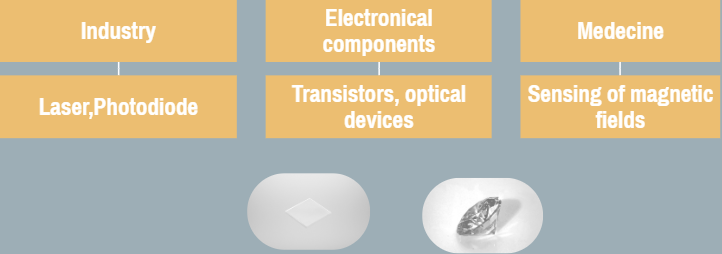 Industry
Electronical
components
Medecine
Laser,Photodiode
Transistors, optical
devices
Sensing of magnetic
fields